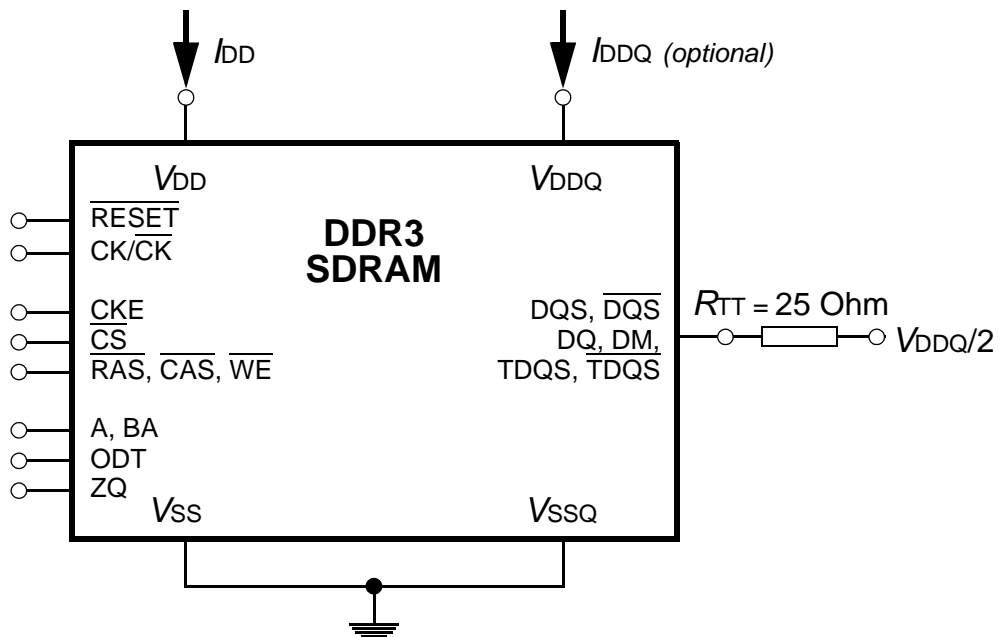 IDD
IDDQ (optional)
VDD
VDDQ
RESET
CK/CK
DDR3
SDRAM
CKE
CS
RAS, CAS, WE
A, BA
ODT
ZQ
DQS, DQS
DQ, DM,
TDQS, TDQS
RTT = 25 Ohm
VDDQ/2
VSS
VSSQ